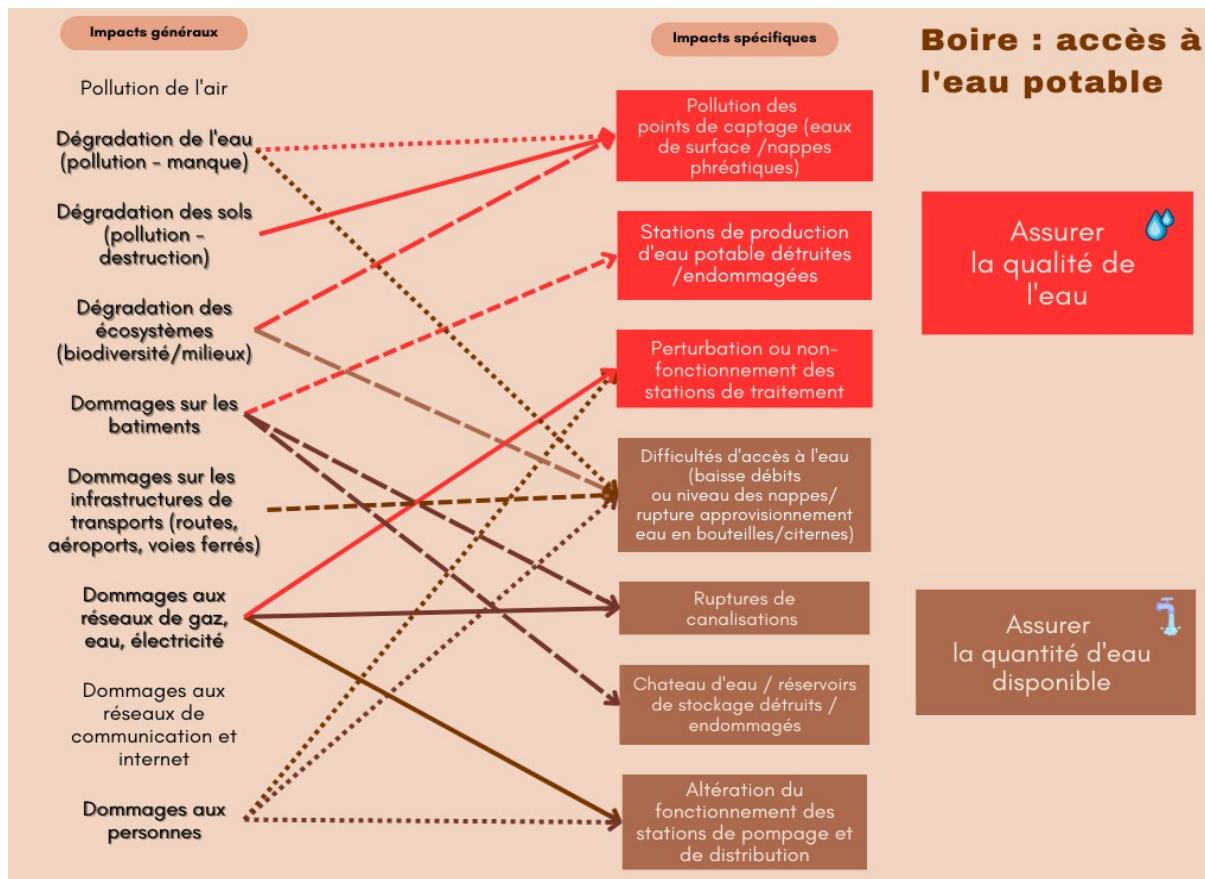 Impacts généraux
Pollution de l'air
Dégradation de l'eau
(pollution - manque)
Dégradation des sols
(pollution -
destruction)
Dégradation des
écosystèmes
(biodiversité/milieux)
Dommages sur les
batiments
Dommages sur les
infrastructures de
transports (routes,
aéroports, voies ferrés)
Dommages aux
réseaux de gaz,
eau, électricité
Dommages aux
réseaux de
communication et
internet
Dommages aux
personnes
Impacts spécifiques
Pollution des
points de captage (eaux
de surface /nappes
phréatiques)
Stations de production
d'eau potable détruites
/endommagées
Perturbation ou non-
fonctionnement des
stations de traitement
Difficultés d'accès à l'eau
(baisse débits
ou niveau des nappes/
rupture approvisionnement
eau en bouteilles/citernes)
Ruptures de
canalisations
Chateau d'eau / réservoirs
de stockage détruits /
endommagés
Altération du
fonctionnement des
stations de pompage et
de distribution
Boire : accès à
l'eau potable
Assurer
la qualité de
l'eau
Assurer
la quantité d'eau
disponible